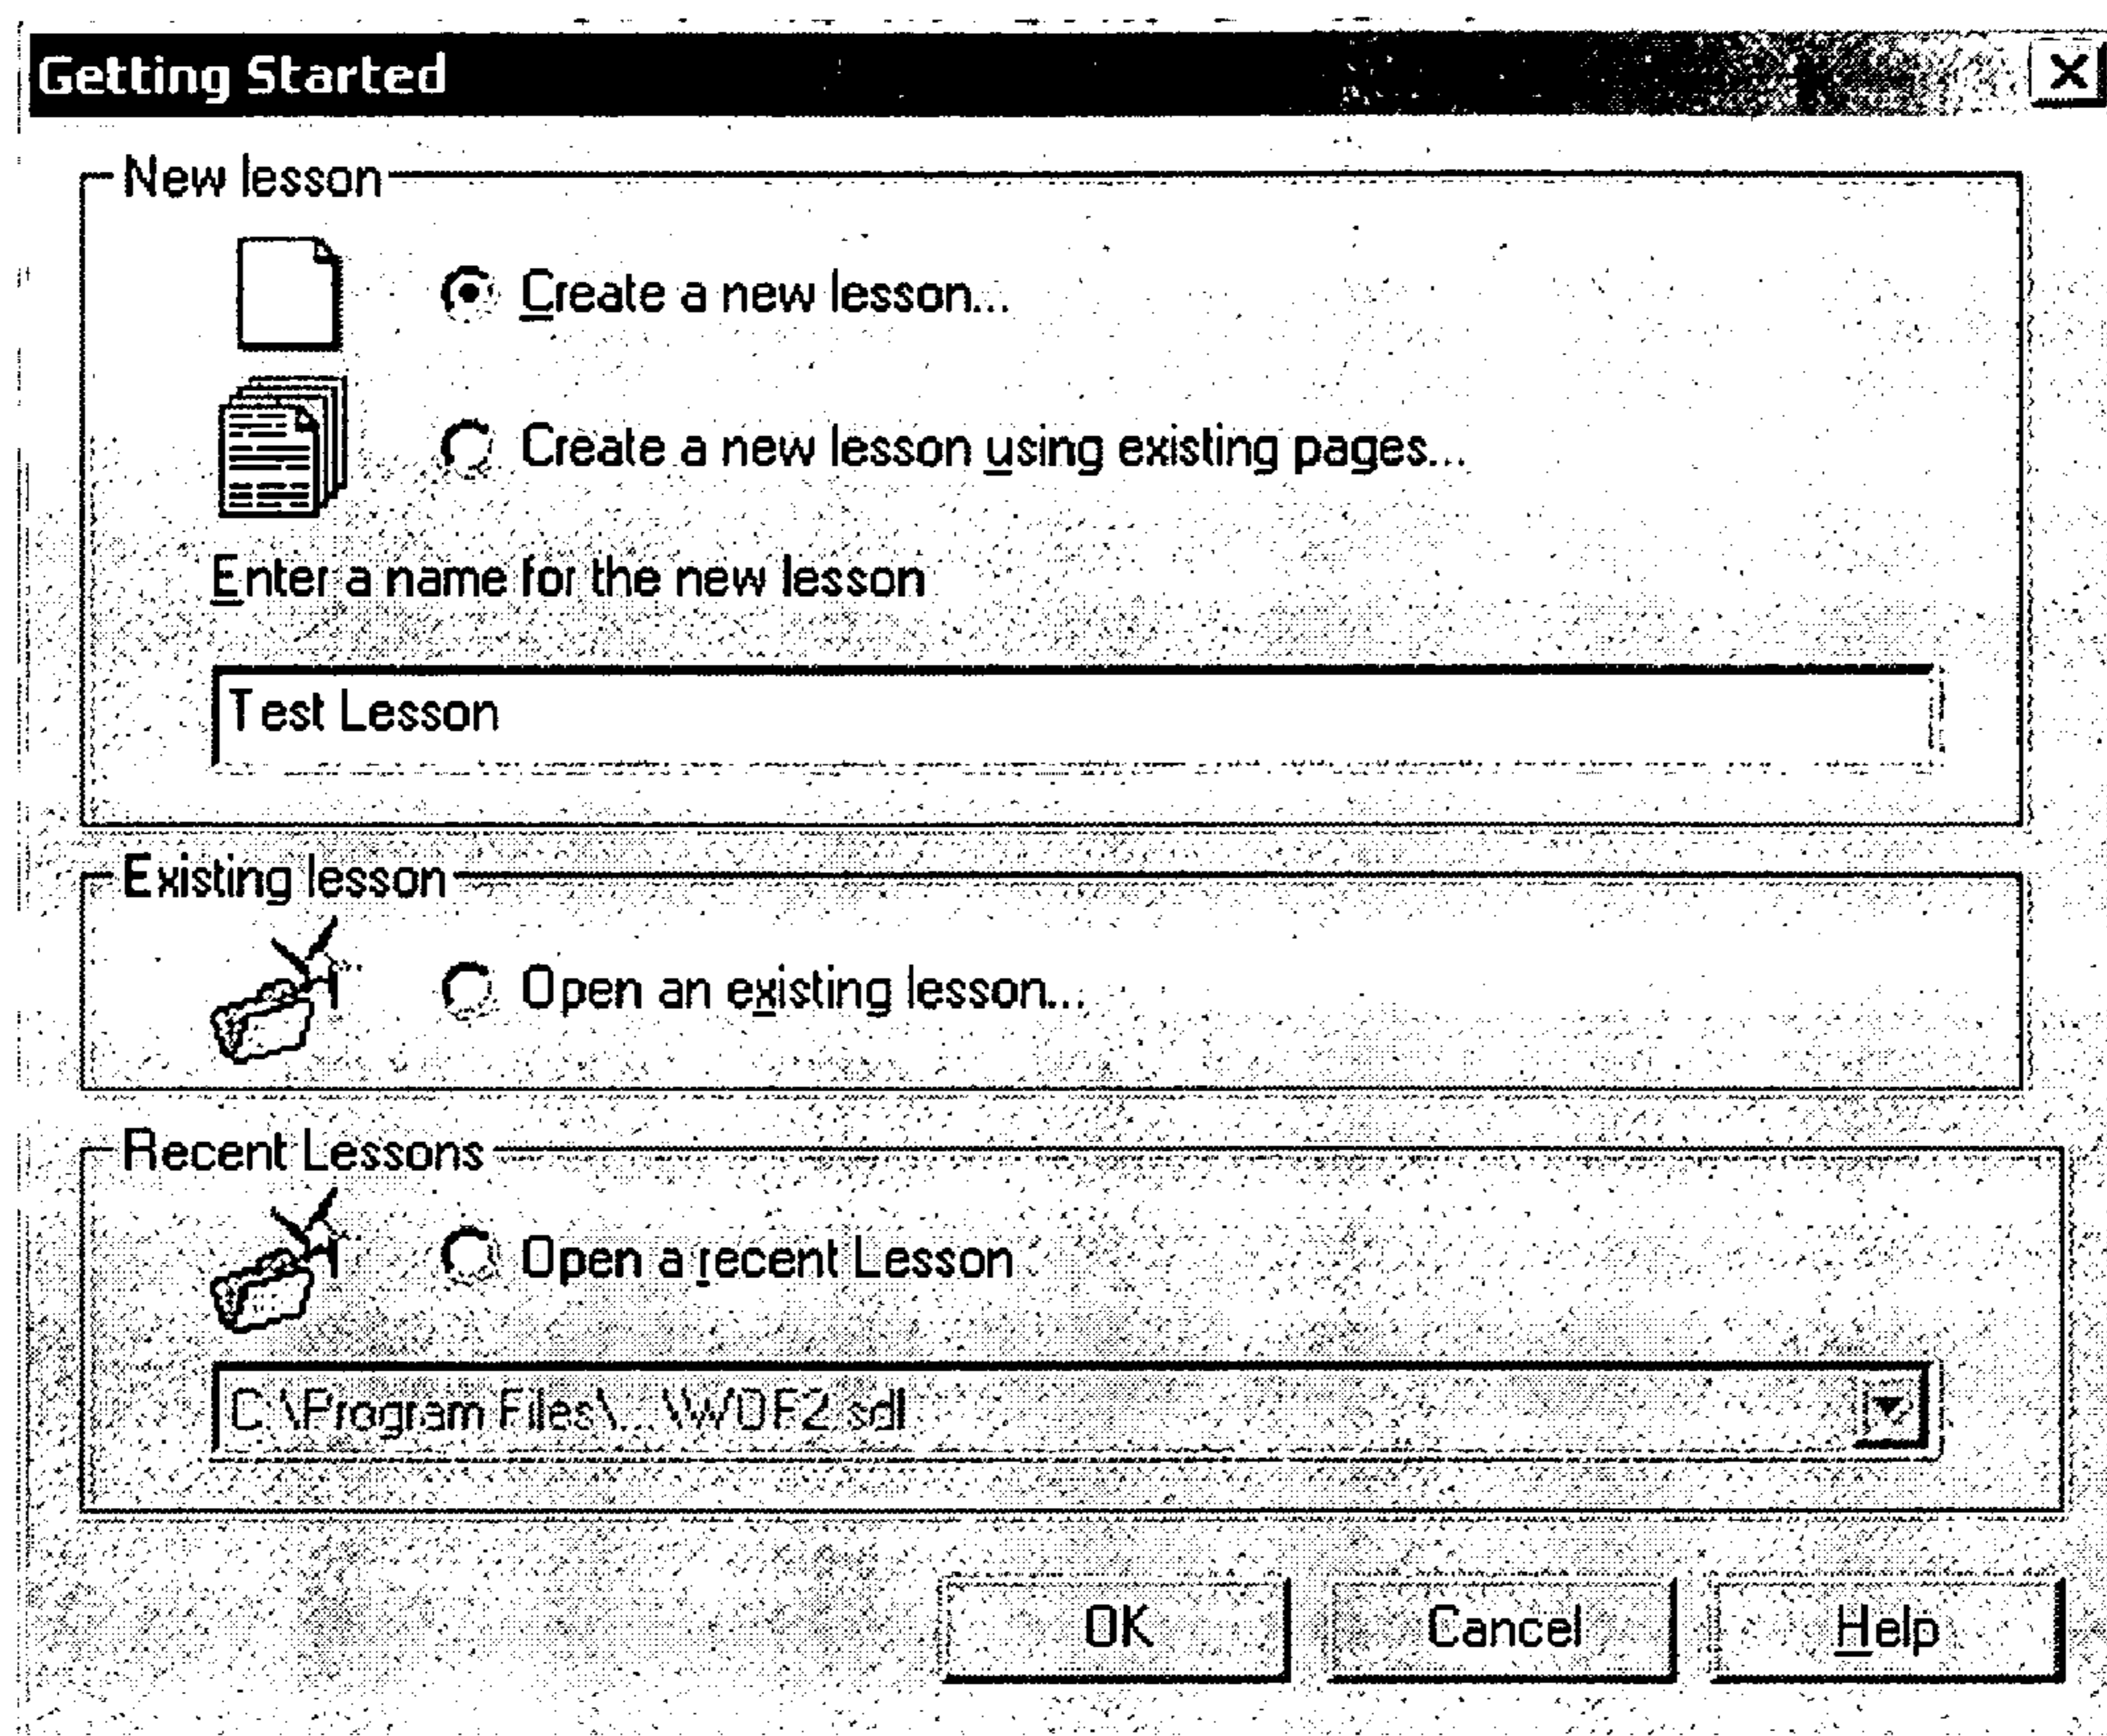 Getting Started
New lesson
Create a new lesson...
Create a new lesson using existing pages...
Enter a name for the new lesson
Test Lesson
Existing lesson
Open an existing lesson...
Recent Lessons
Open a recent Lesson
C:\Program Files\...\WDF2.sdl
OK Cancel Help